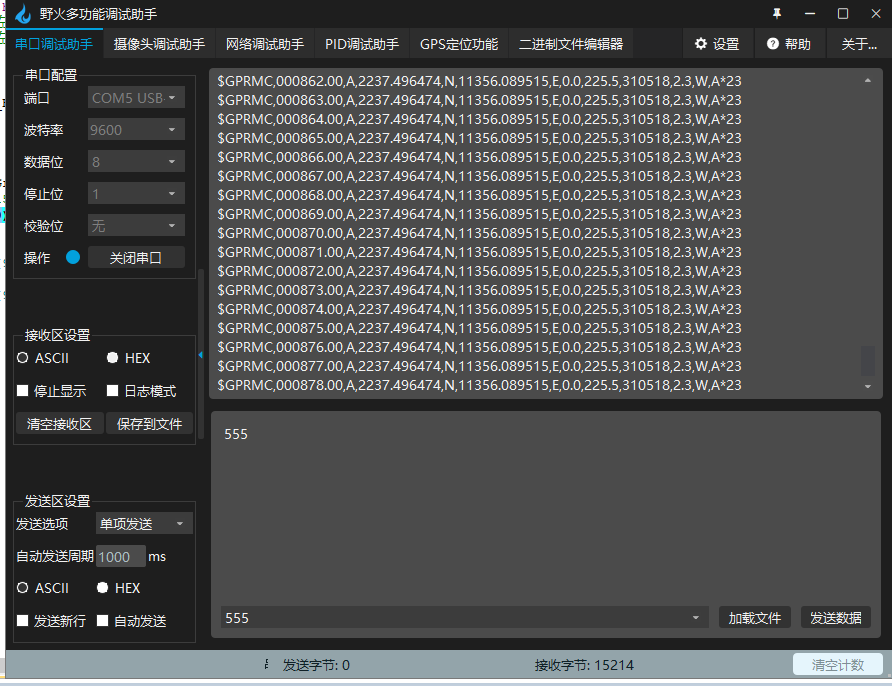 野火多功能调试助手
串口调试助手 摄像头调试助手 网络调试助手 PID调试助手 GPS定位功能 二进制文件编辑器 设置 帮助 关于...
串口配置
端口 COM5 USB-
波特率 9600
数据位 8
停止位 1
校验位 无
操作 关闭串口
接收区设置
ASCII HEX
停止显示 日志模式
清空接收区 保存到文件
发送区设置
发送选项 单项发送
自动发送周期 1000 ms
ASCII HEX
发送新行 自动发送
$GPRMC,000862.00,A,2237.496474,N,11356.089515,E,0.0,225.5,310518,2.3,W,A*23
$GPRMC,000863.00,A,2237.496474,N,11356.089515,E,0.0,225.5,310518,2.3,W,A*23
$GPRMC,000864.00,A,2237.496474,N,11356.089515,E,0.0,225.5,310518,2.3,W,A*23
$GPRMC,000865.00,A,2237.496474,N,11356.089515,E,0.0,225.5,310518,2.3,W,A*23
$GPRMC,000866.00,A,2237.496474,N,11356.089515,E,0.0,225.5,310518,2.3,W,A*23
$GPRMC,000867.00,A,2237.496474,N,11356.089515,E,0.0,225.5,310518,2.3,W,A*23
$GPRMC,000868.00,A,2237.496474,N,11356.089515,E,0.0,225.5,310518,2.3,W,A*23
$GPRMC,000869.00,A,2237.496474,N,11356.089515,E,0.0,225.5,310518,2.3,W,A*23
$GPRMC,000870.00,A,2237.496474,N,11356.089515,E,0.0,225.5,310518,2.3,W,A*23
$GPRMC,000871.00,A,2237.496474,N,11356.089515,E,0.0,225.5,310518,2.3,W,A*23
$GPRMC,000872.00,A,2237.496474,N,11356.089515,E,0.0,225.5,310518,2.3,W,A*23
$GPRMC,000873.00,A,2237.496474,N,11356.089515,E,0.0,225.5,310518,2.3,W,A*23
$GPRMC,000874.00,A,2237.496474,N,11356.089515,E,0.0,225.5,310518,2.3,W,A*23
$GPRMC,000875.00,A,2237.496474,N,11356.089515,E,0.0,225.5,310518,2.3,W,A*23
$GPRMC,000876.00,A,2237.496474,N,11356.089515,E,0.0,225.5,310518,2.3,W,A*23
$GPRMC,000877.00,A,2237.496474,N,11356.089515,E,0.0,225.5,310518,2.3,W,A*23
$GPRMC,000878.00,A,2237.496474,N,11356.089515,E,0.0,225.5,310518,2.3,W,A*23
555
555 加载文件 发送数据
发送字节: 0 接收字节: 15214 清空计数